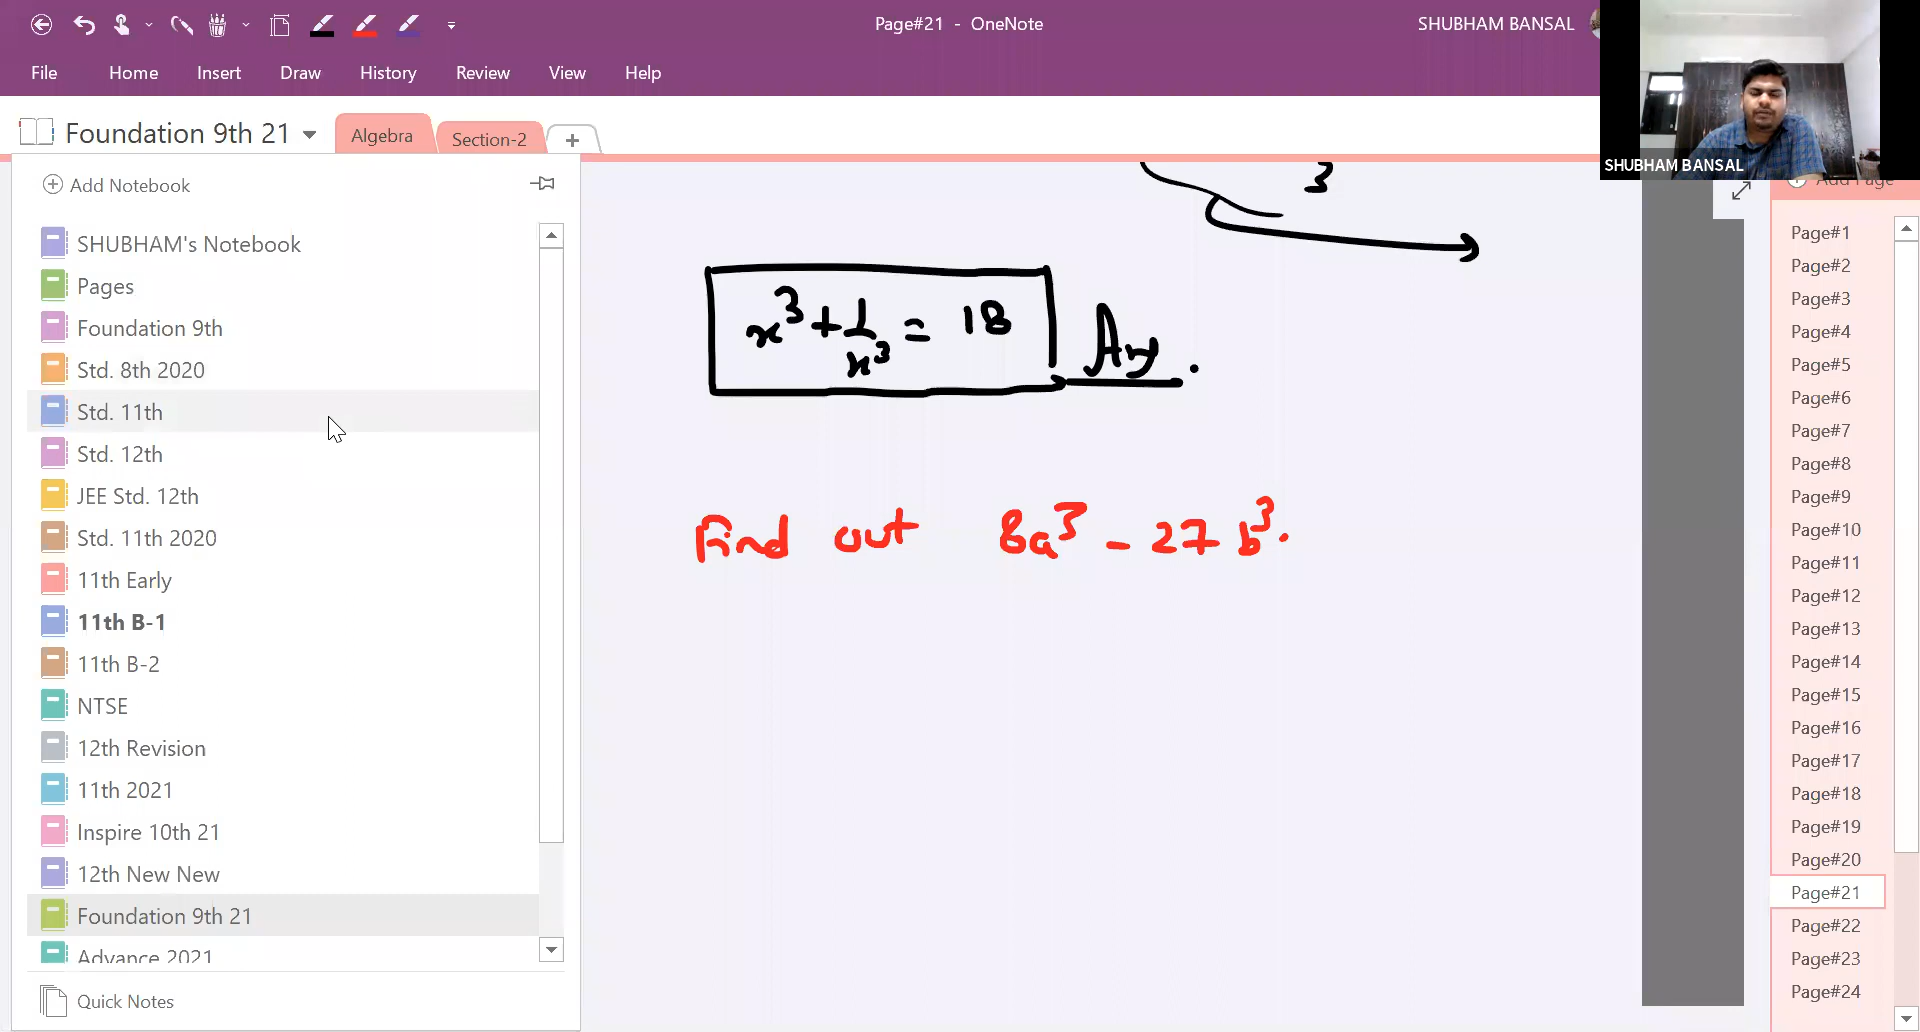 Page#21 - OneNote
SHUBHAM BANSAL
File Home Insert Draw History Review View Help
SHUBHAM BANSAL
Foundation 9th 21
Algebra
Section-2
+
Add Notebook
SHUBHAM's Notebook
Pages
Foundation 9th
Std. 8th 2020
Std. 11th
Std. 12th
JEE Std. 12th
Std. 11th 2020
11th Early
11th B-1
11th B-2
NTSE
12th Revision
11th 2021
Inspire 10th 21
12th New New
Foundation 9th 21
Advance 2021
Quick Notes
3
x³ + 1/x³ = 18
Find out 8a³ - 27b³.
Add Page
Page#1
Page#2
Page#3
Page#4
Page#5
Page#6
Page#7
Page#8
Page#9
Page#10
Page#11
Page#12
Page#13
Page#14
Page#15
Page#16
Page#17
Page#18
Page#19
Page#20
Page#21
Page#22
Page#23
Page#24